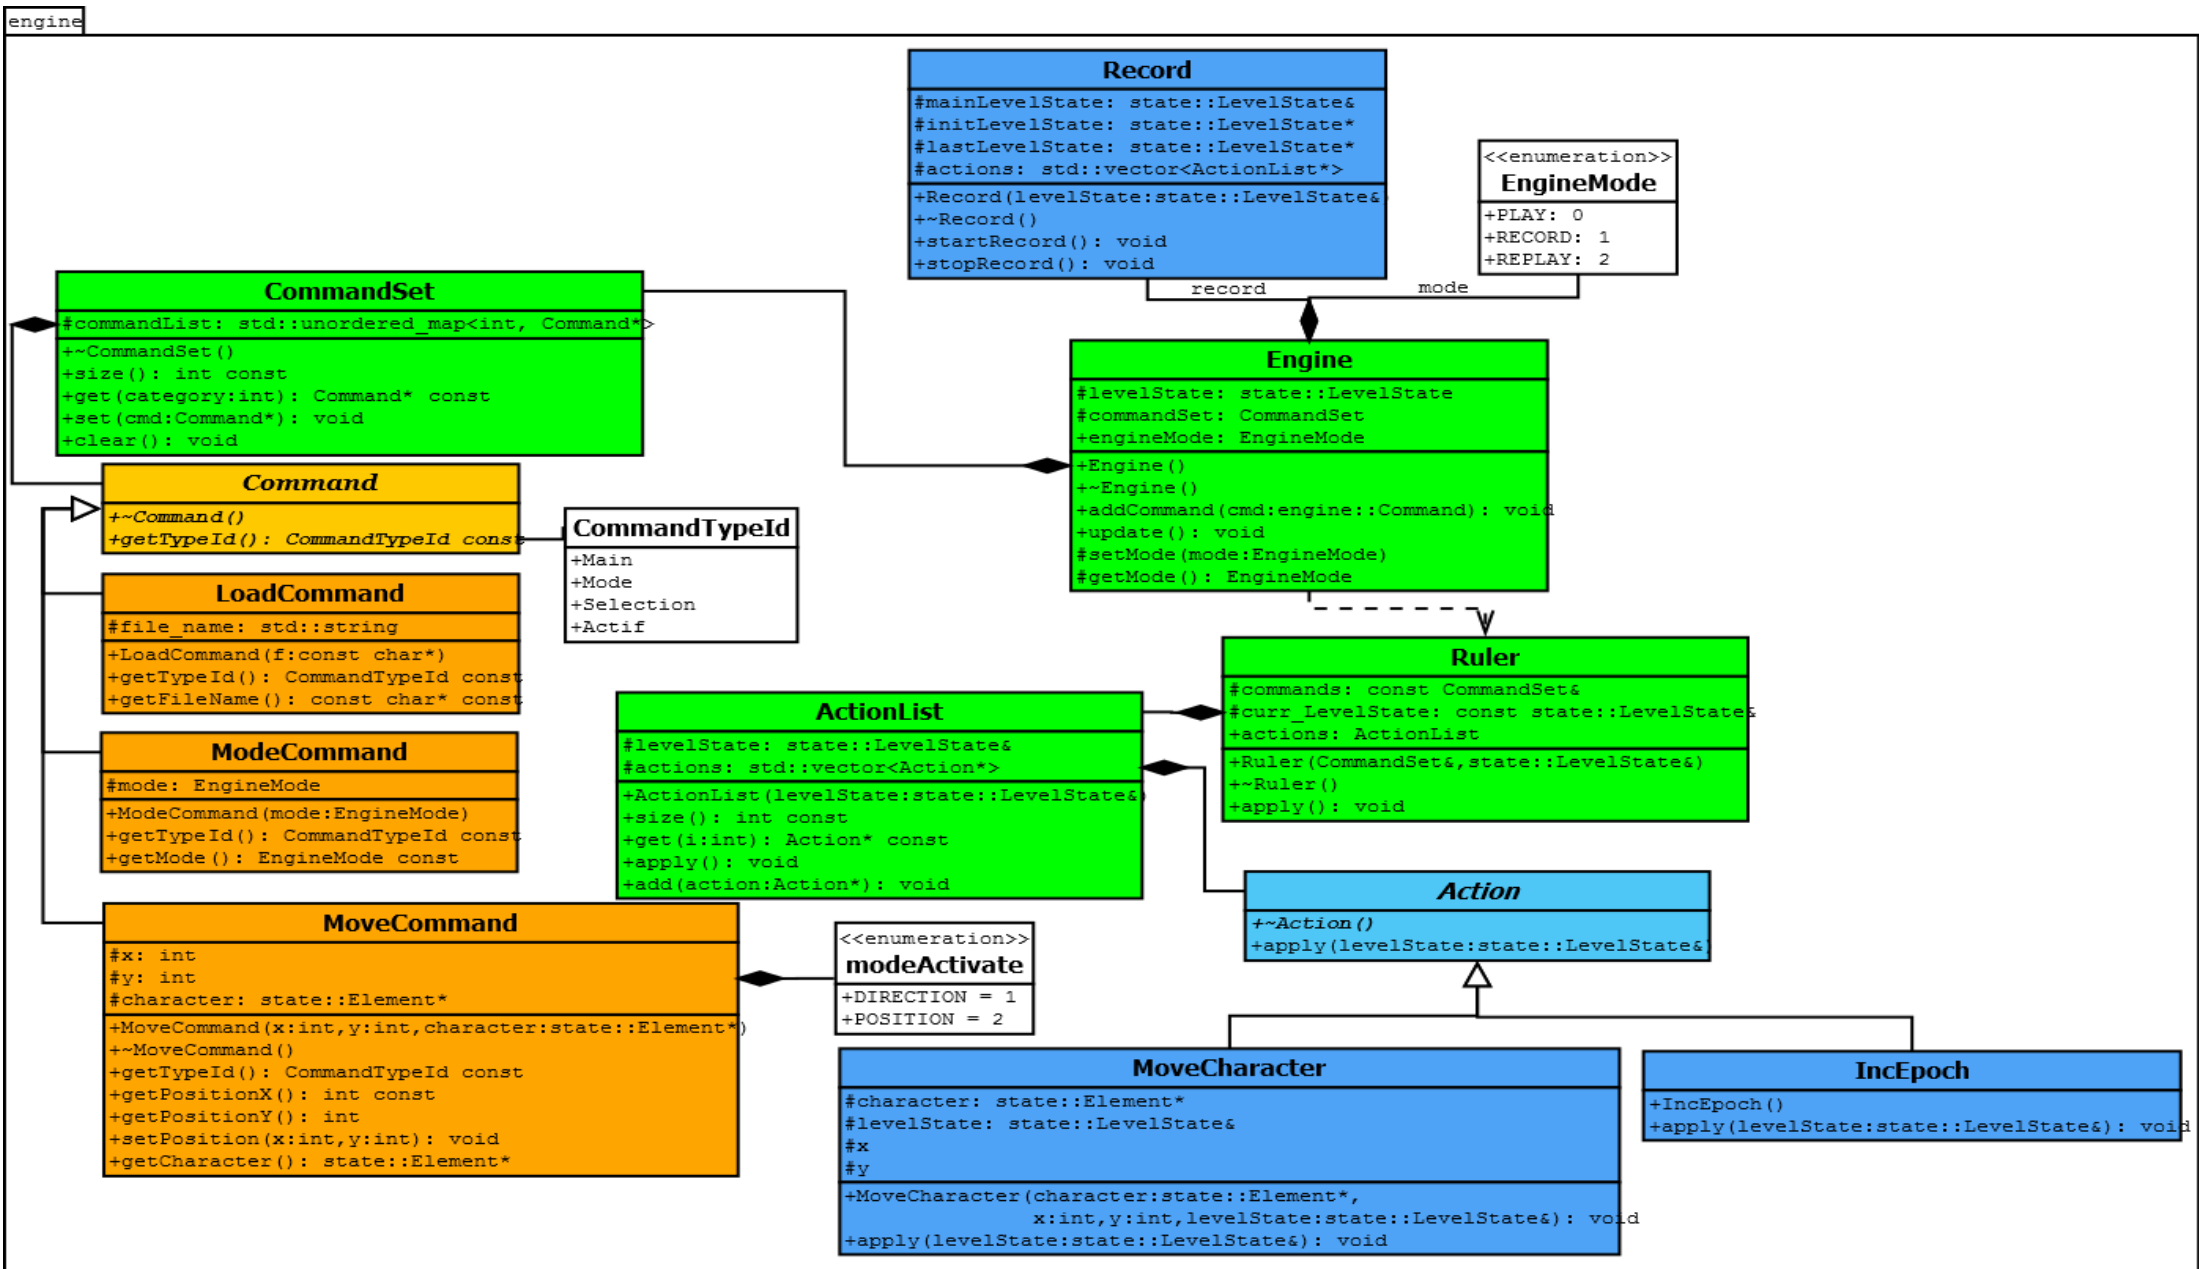 engine
Record
#mainLevelState: state::LevelState&
#initLevelState: state::LevelState*
#lastLevelState: state::LevelState*
#actions: std::vector<ActionList*>
+Record(levelState:state::LevelState&)
+~Record()
+startRecord(): void
+stopRecord(): void
<<enumeration>>
EngineMode
+PLAY: 0
+RECORD: 1
+REPLAY: 2
record
mode
CommandSet
#commandList: std::unordered_map<int, Command*>
+~CommandSet()
+size(): int const
+get(category:int): Command* const
+set(cmd:Command*): void
+clear(): void
Engine
#levelState: state::LevelState
#commandSet: CommandSet
+engineMode: EngineMode
+Engine()
+~Engine()
+addCommand(cmd:engine::Command): void
+update(): void
#setMode(mode:EngineMode)
#getMode(): EngineMode
Command
+~Command()
+getTypeId(): CommandTypeId const
CommandTypeId
+Main
+Mode
+Selection
+Actif
LoadCommand
#file_name: std::string
+LoadCommand(f:const char*)
+getTypeId(): CommandTypeId const
+getFileName(): const char* const
Ruler
#commands: const CommandSet&
#curr_LevelState: const state::LevelState&
+actions: ActionList
+Ruler(CommandSet&,state::LevelState&)
+~Ruler()
+apply(): void
ActionList
#levelState: state::LevelState&
#actions: std::vector<Action*>
+ActionList(levelState:state::LevelState&)
+size(): int const
+get(i:int): Action* const
+apply(): void
+add(action:Action*): void
ModeCommand
#mode: EngineMode
+ModeCommand(mode:EngineMode)
+getTypeId(): CommandTypeId const
+getMode(): EngineMode const
Action
+~Action()
+apply(levelState:state::LevelState&)
MoveCommand
#x: int
#y: int
#character: state::Element*
+MoveCommand(x:int,y:int,character:state::Element*)
+~MoveCommand()
+getTypeId(): CommandTypeId const
+getPositionX(): int const
+getPositionY(): int
+setPosition(x:int,y:int): void
+getCharacter(): state::Element*
<<enumeration>>
modeActivate
+DIRECTION = 1
+POSITION = 2
MoveCharacter
#character: state::Element*
#levelState: state::LevelState&
#x
#y
+MoveCharacter(character:state::Element*,
x:int,y:int,levelState:state::LevelState&): void
+apply(levelState:state::LevelState&): void
IncEpoch
+IncEpoch()
+apply(levelState:state::LevelState&): void